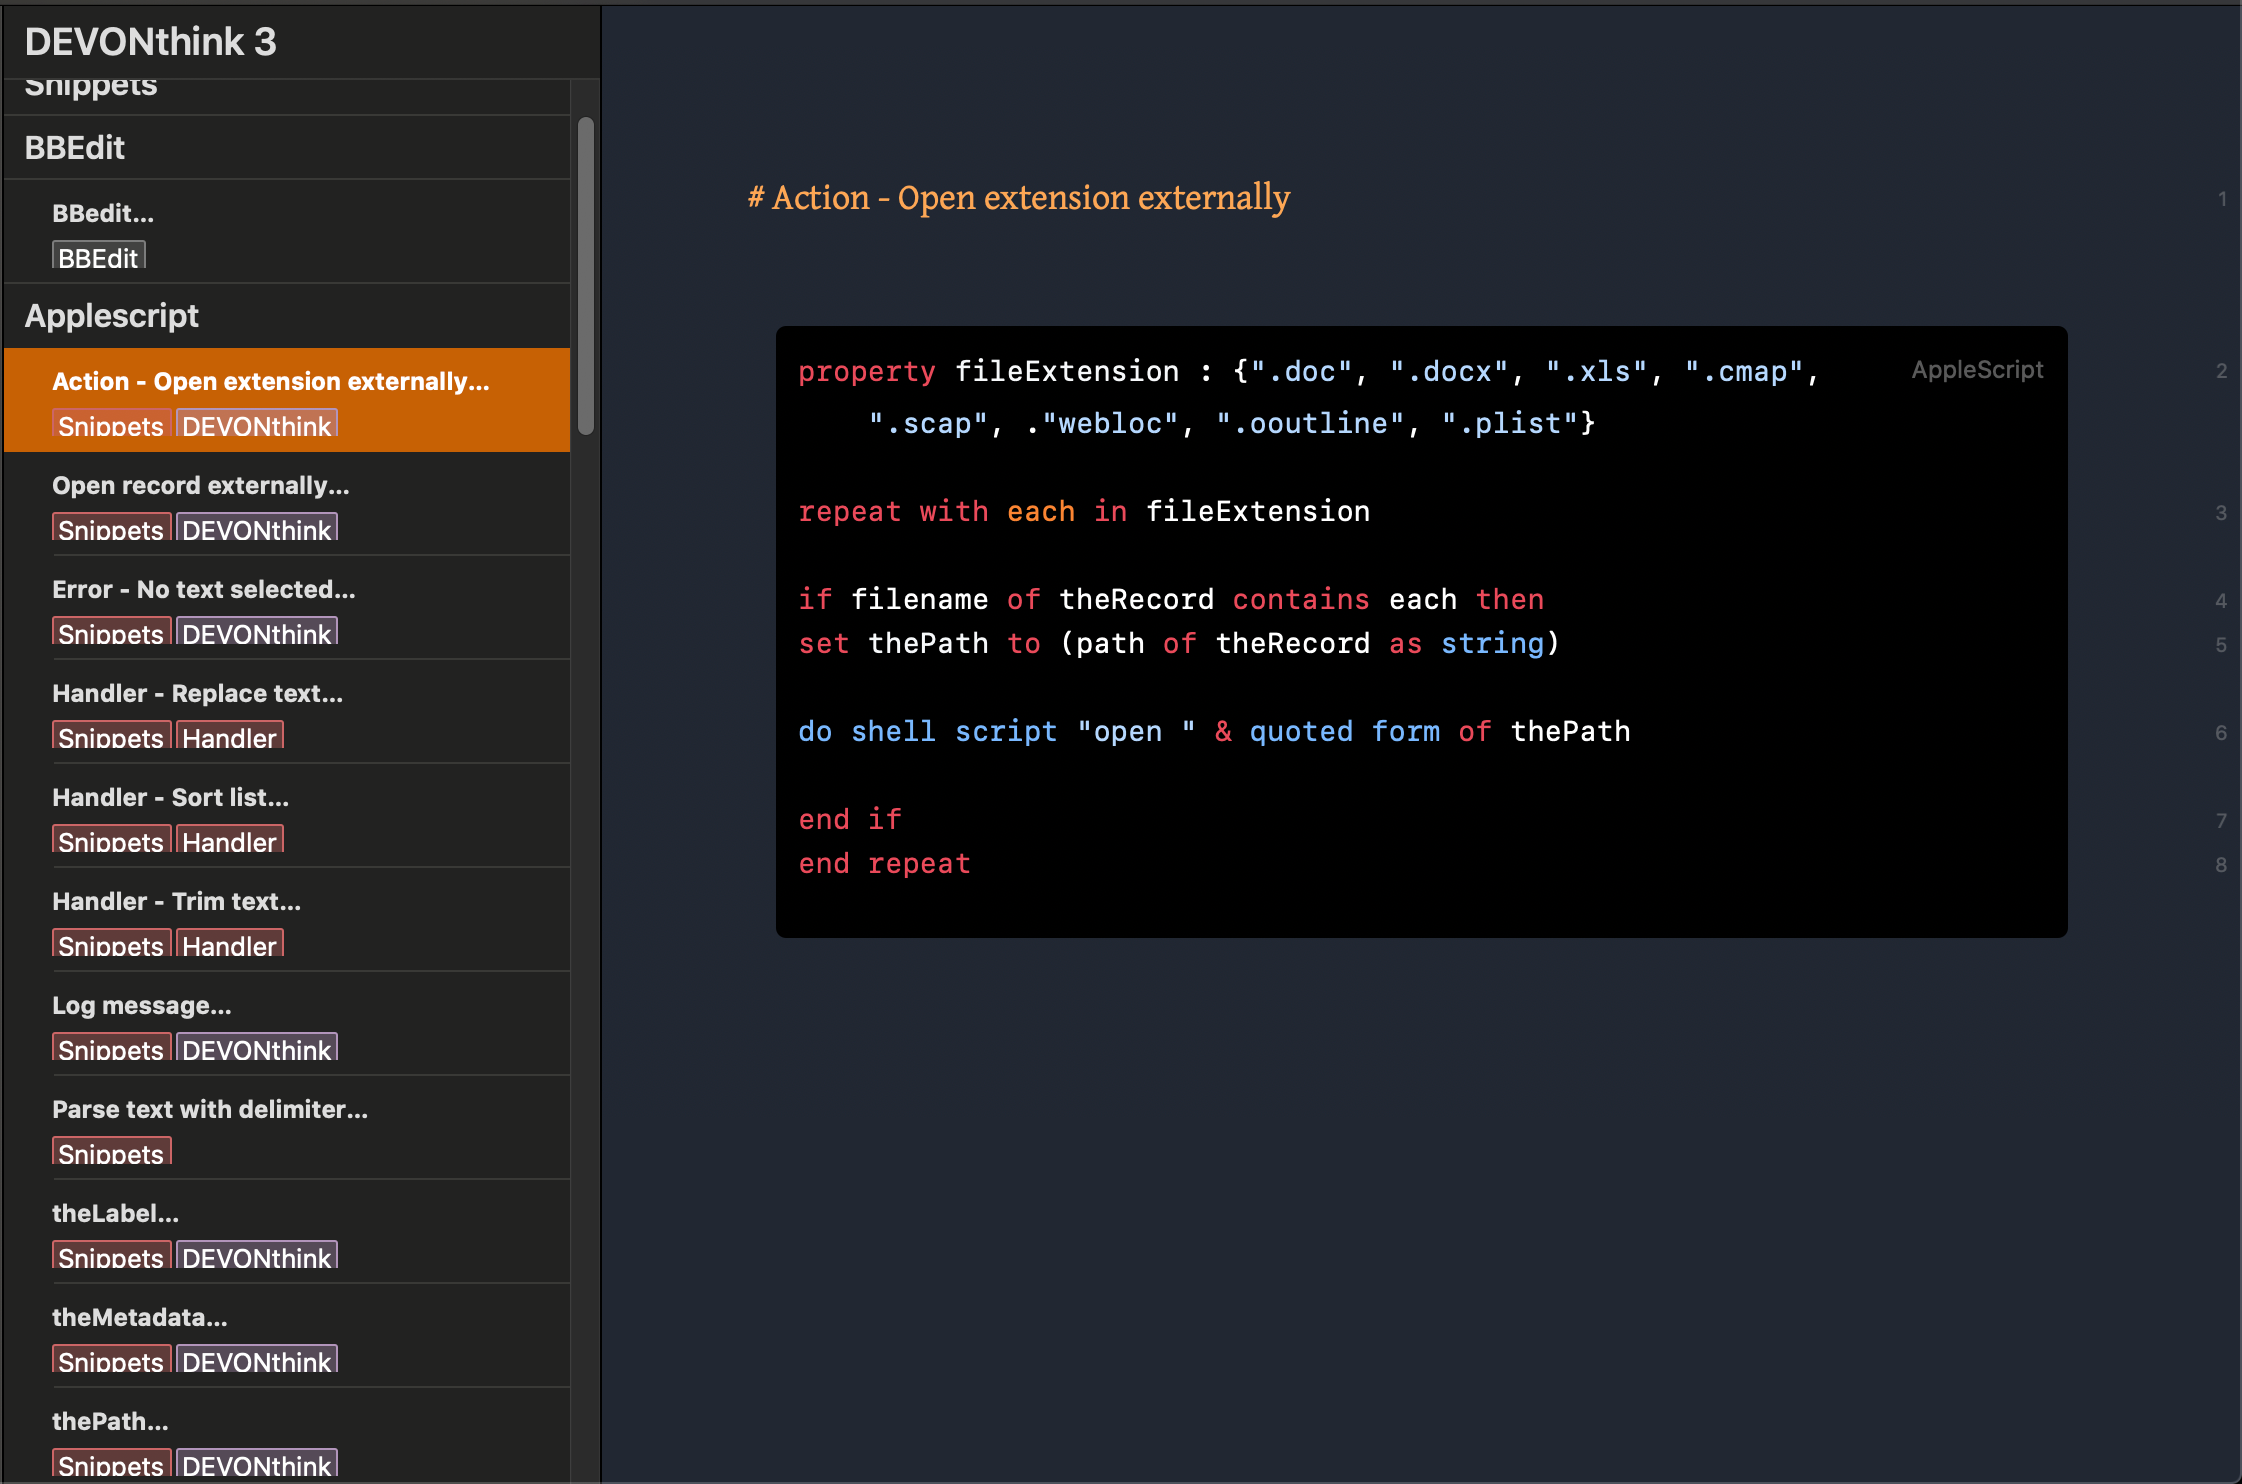 DEVONthink 3
Snippets
BBEdit
BBedit...
BBEdit
Applescript
Action - Open extension externally...
Snippets DEVONthink
Open record externally...
Snippets DEVONthink
Error - No text selected...
Snippets DEVONthink
Handler - Replace text...
Snippets Handler
Handler - Sort list...
Snippets Handler
Handler - Trim text...
Snippets Handler
Log message...
Snippets DEVONthink
Parse text with delimiter...
Snippets
theLabel...
Snippets DEVONthink
theMetadata...
Snippets DEVONthink
thePath...
Snippets DEVONthink
# Action - Open extension externally 1
property fileExtension : {".doc", ".docx", ".xls", ".cmap", AppleScript 2
".scap", ."webloc", ".ooutline", ".plist"}
repeat with each in fileExtension 3
if filename of theRecord contains each then 4
set thePath to (path of theRecord as string) 5
do shell script "open " & quoted form of thePath 6
end if 7
end repeat 8